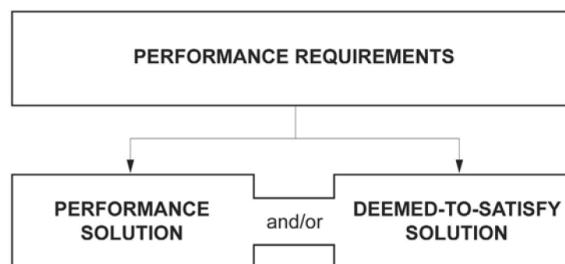 PERFORMANCE REQUIREMENTS
PERFORMANCE
SOLUTION
and/or
DEEMED-TO-SATISFY
SOLUTION